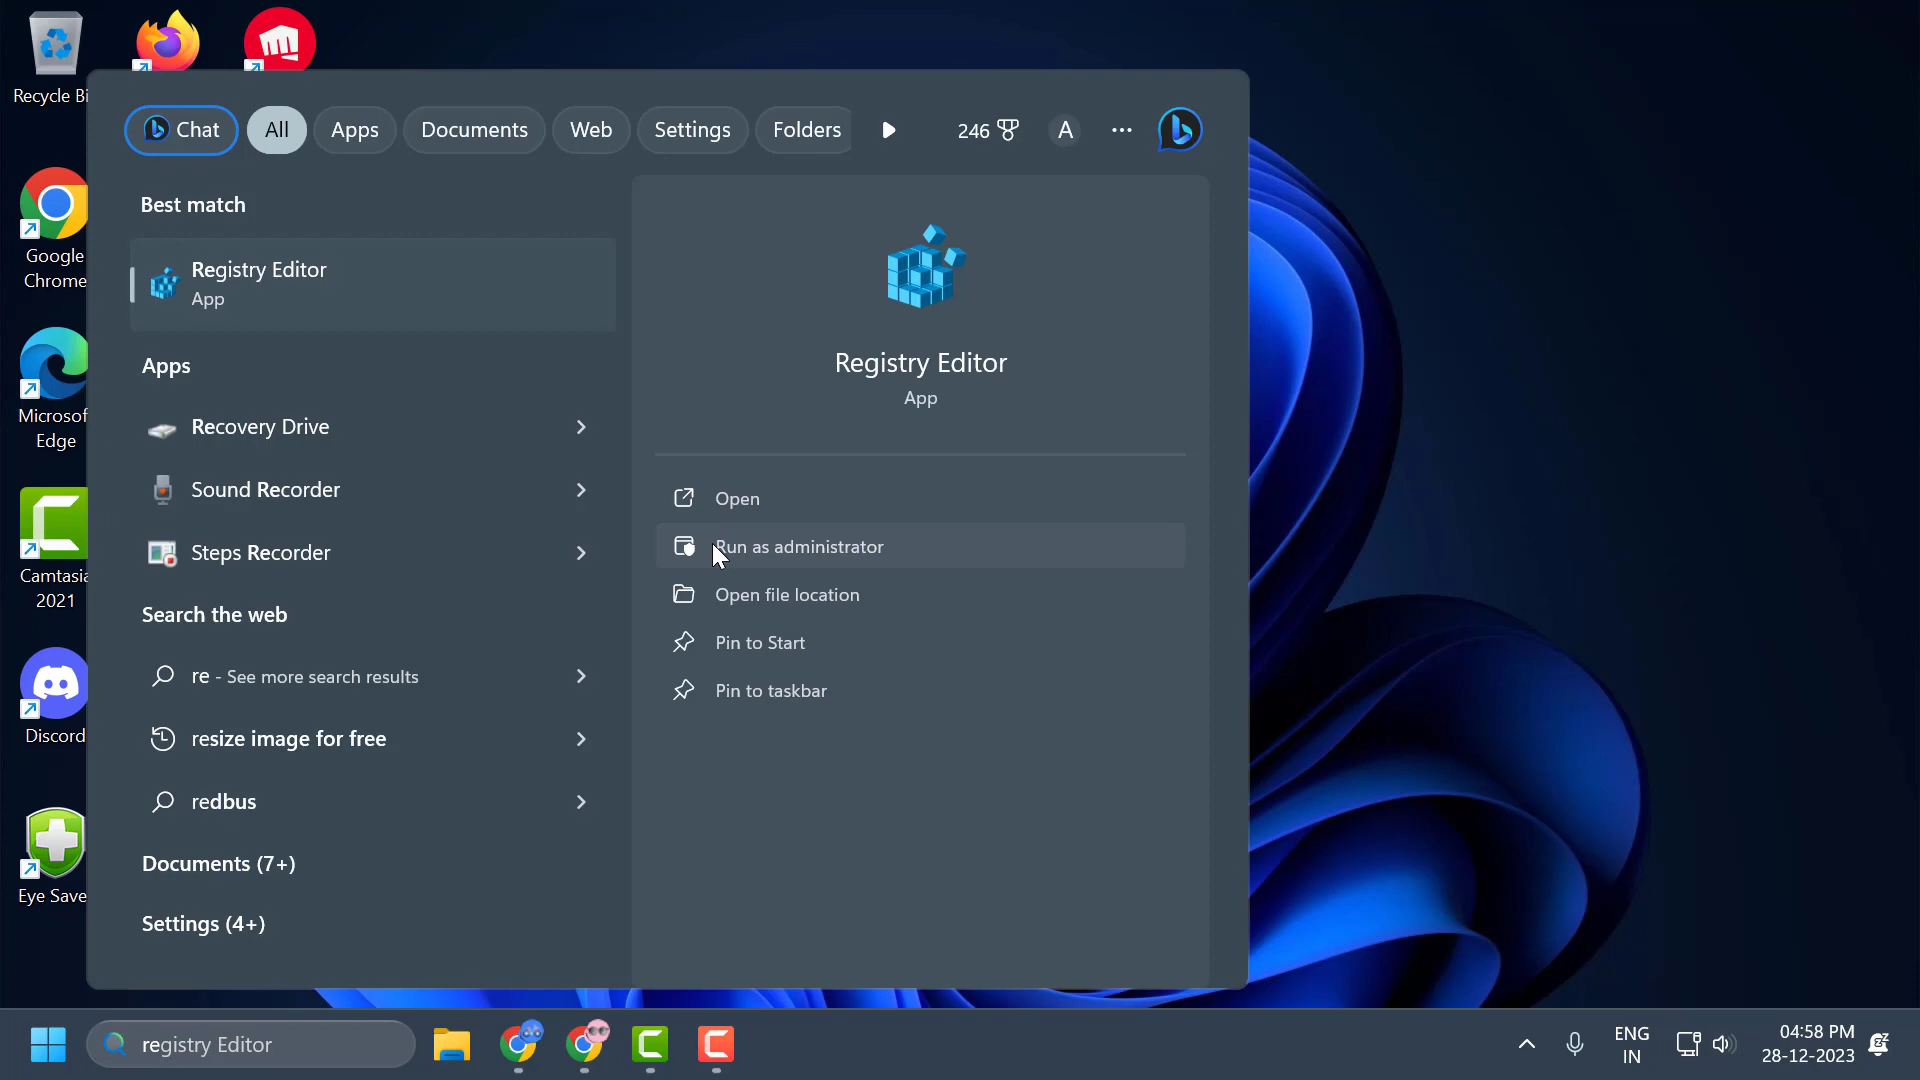 Recycle Bi
Google
Chrome
Microsof
Edge
Camtasia
2021
Discord
Eye Save
Chat
All
Apps
Documents
Web
Settings
Folders
246
A
Best match
Registry Editor
App
Apps
Recovery Drive
Sound Recorder
Steps Recorder
Search the web
re - See more search results
resize image for free
redbus
Documents (7+)
Settings (4+)
Registry Editor
App
Open
Run as administrator
Open file location
Pin to Start
Pin to taskbar
registry Editor
ENG
IN
04:58 PM
28-12-2023